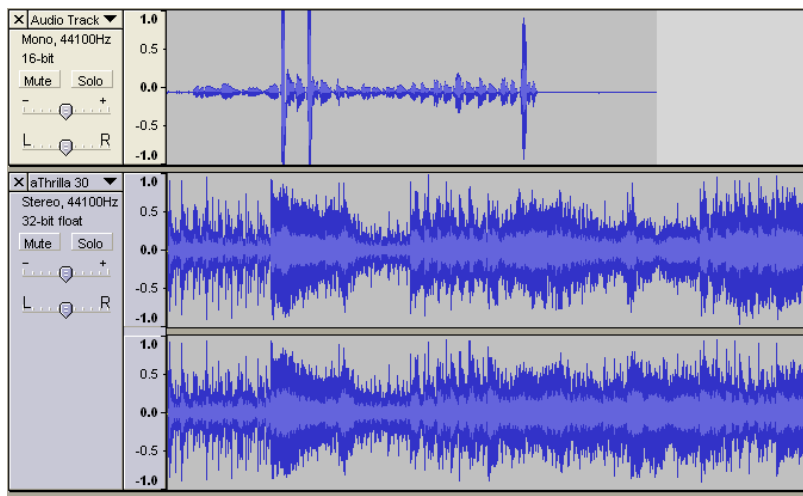 X Audio Track ▼
Mono, 44100Hz
16-bit
Mute Solo
- +
L R
1.0
0.5
0.0
-0.5
-1.0
X aThrilla 30 ▼
Stereo, 44100Hz
32-bit float
Mute Solo
- +
L R
1.0
0.5
0.0
-0.5
-1.0
1.0
0.5
0.0
-0.5
-1.0